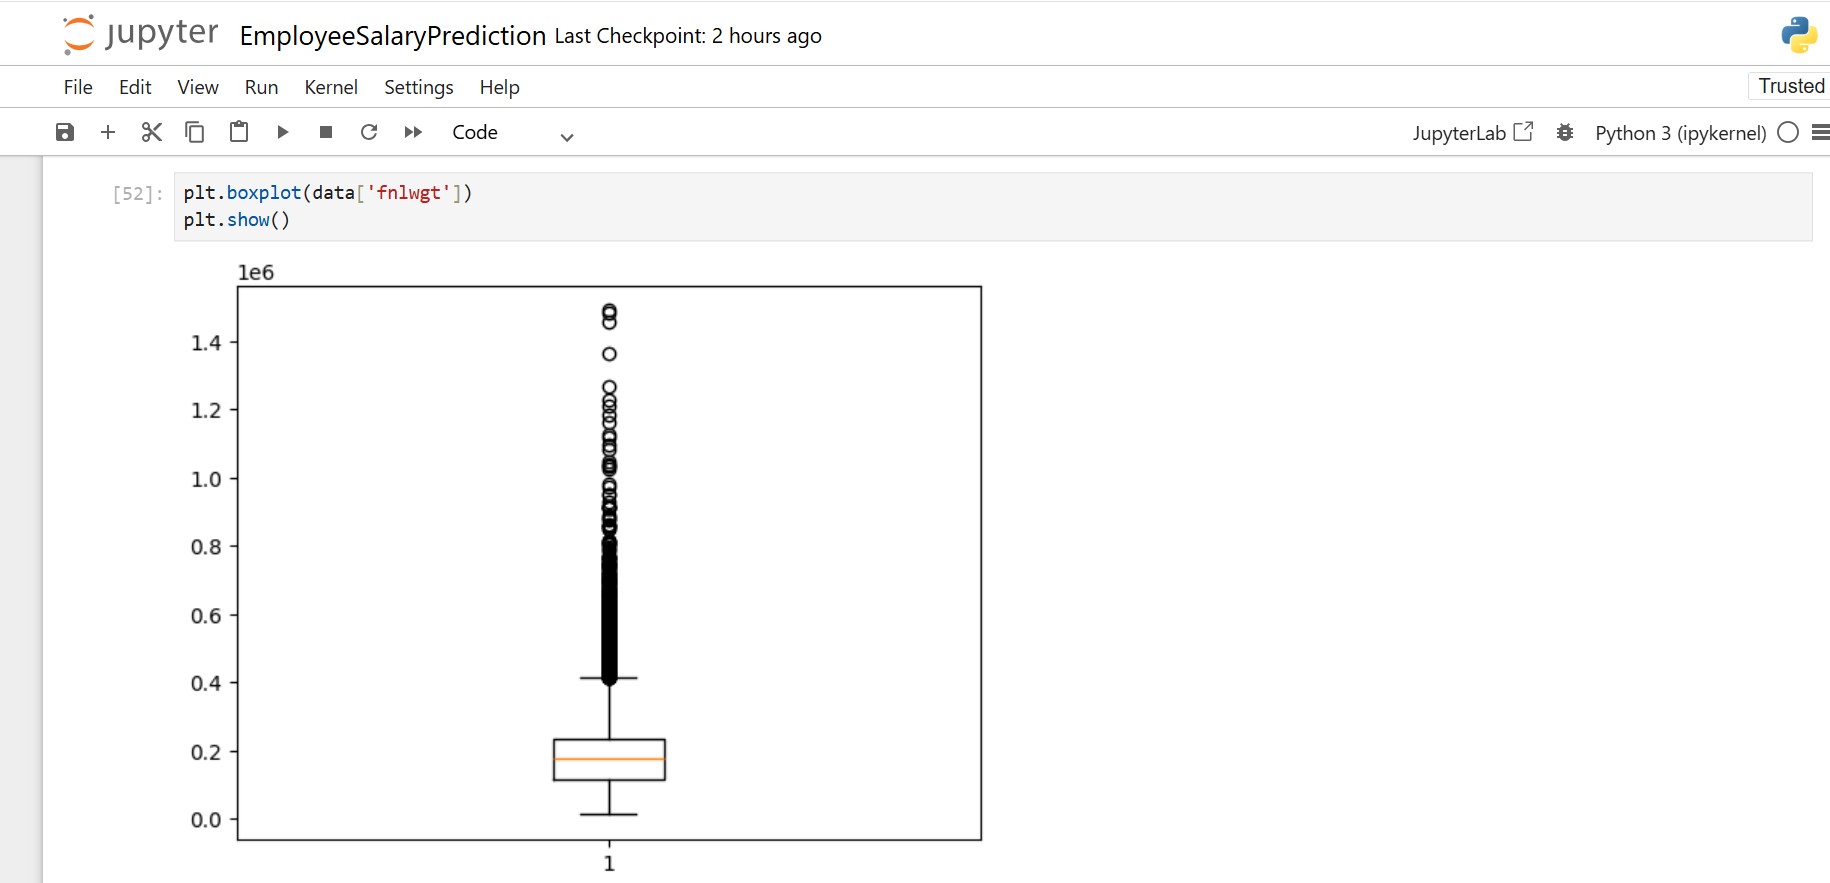 jupyter EmployeeSalaryPrediction Last Checkpoint: 2 hours ago
File Edit View Run Kernel Settings Help
Trusted
Code
JupyterLab
Python 3 (ipykernel)
[52]:
plt.boxplot(data['fnlwgt'])
plt.show()
1e6
1.4
1.2
1.0
0.8
0.6
0.4
0.2
0.0
1